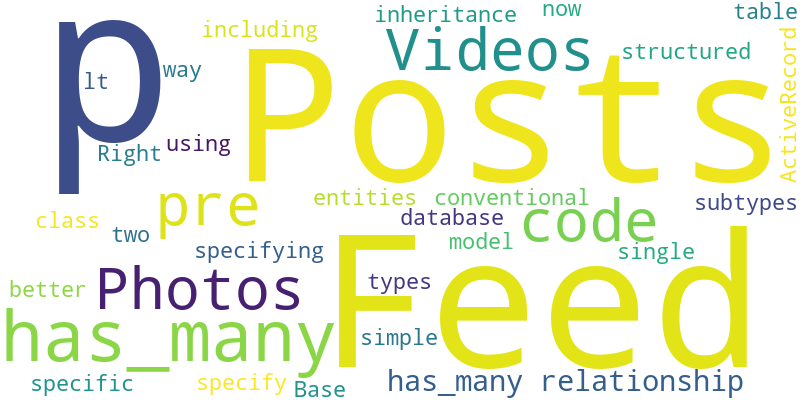 inheritance now table
including
Videos
structured
p
Posts
lt way
ActiveRecord
Right using
pre
entities conventional
subtypes
class
database
code
two
model
specifying
single
Feed
Photos
types
better
has_many
simple
specific specify Base
has_many relationship